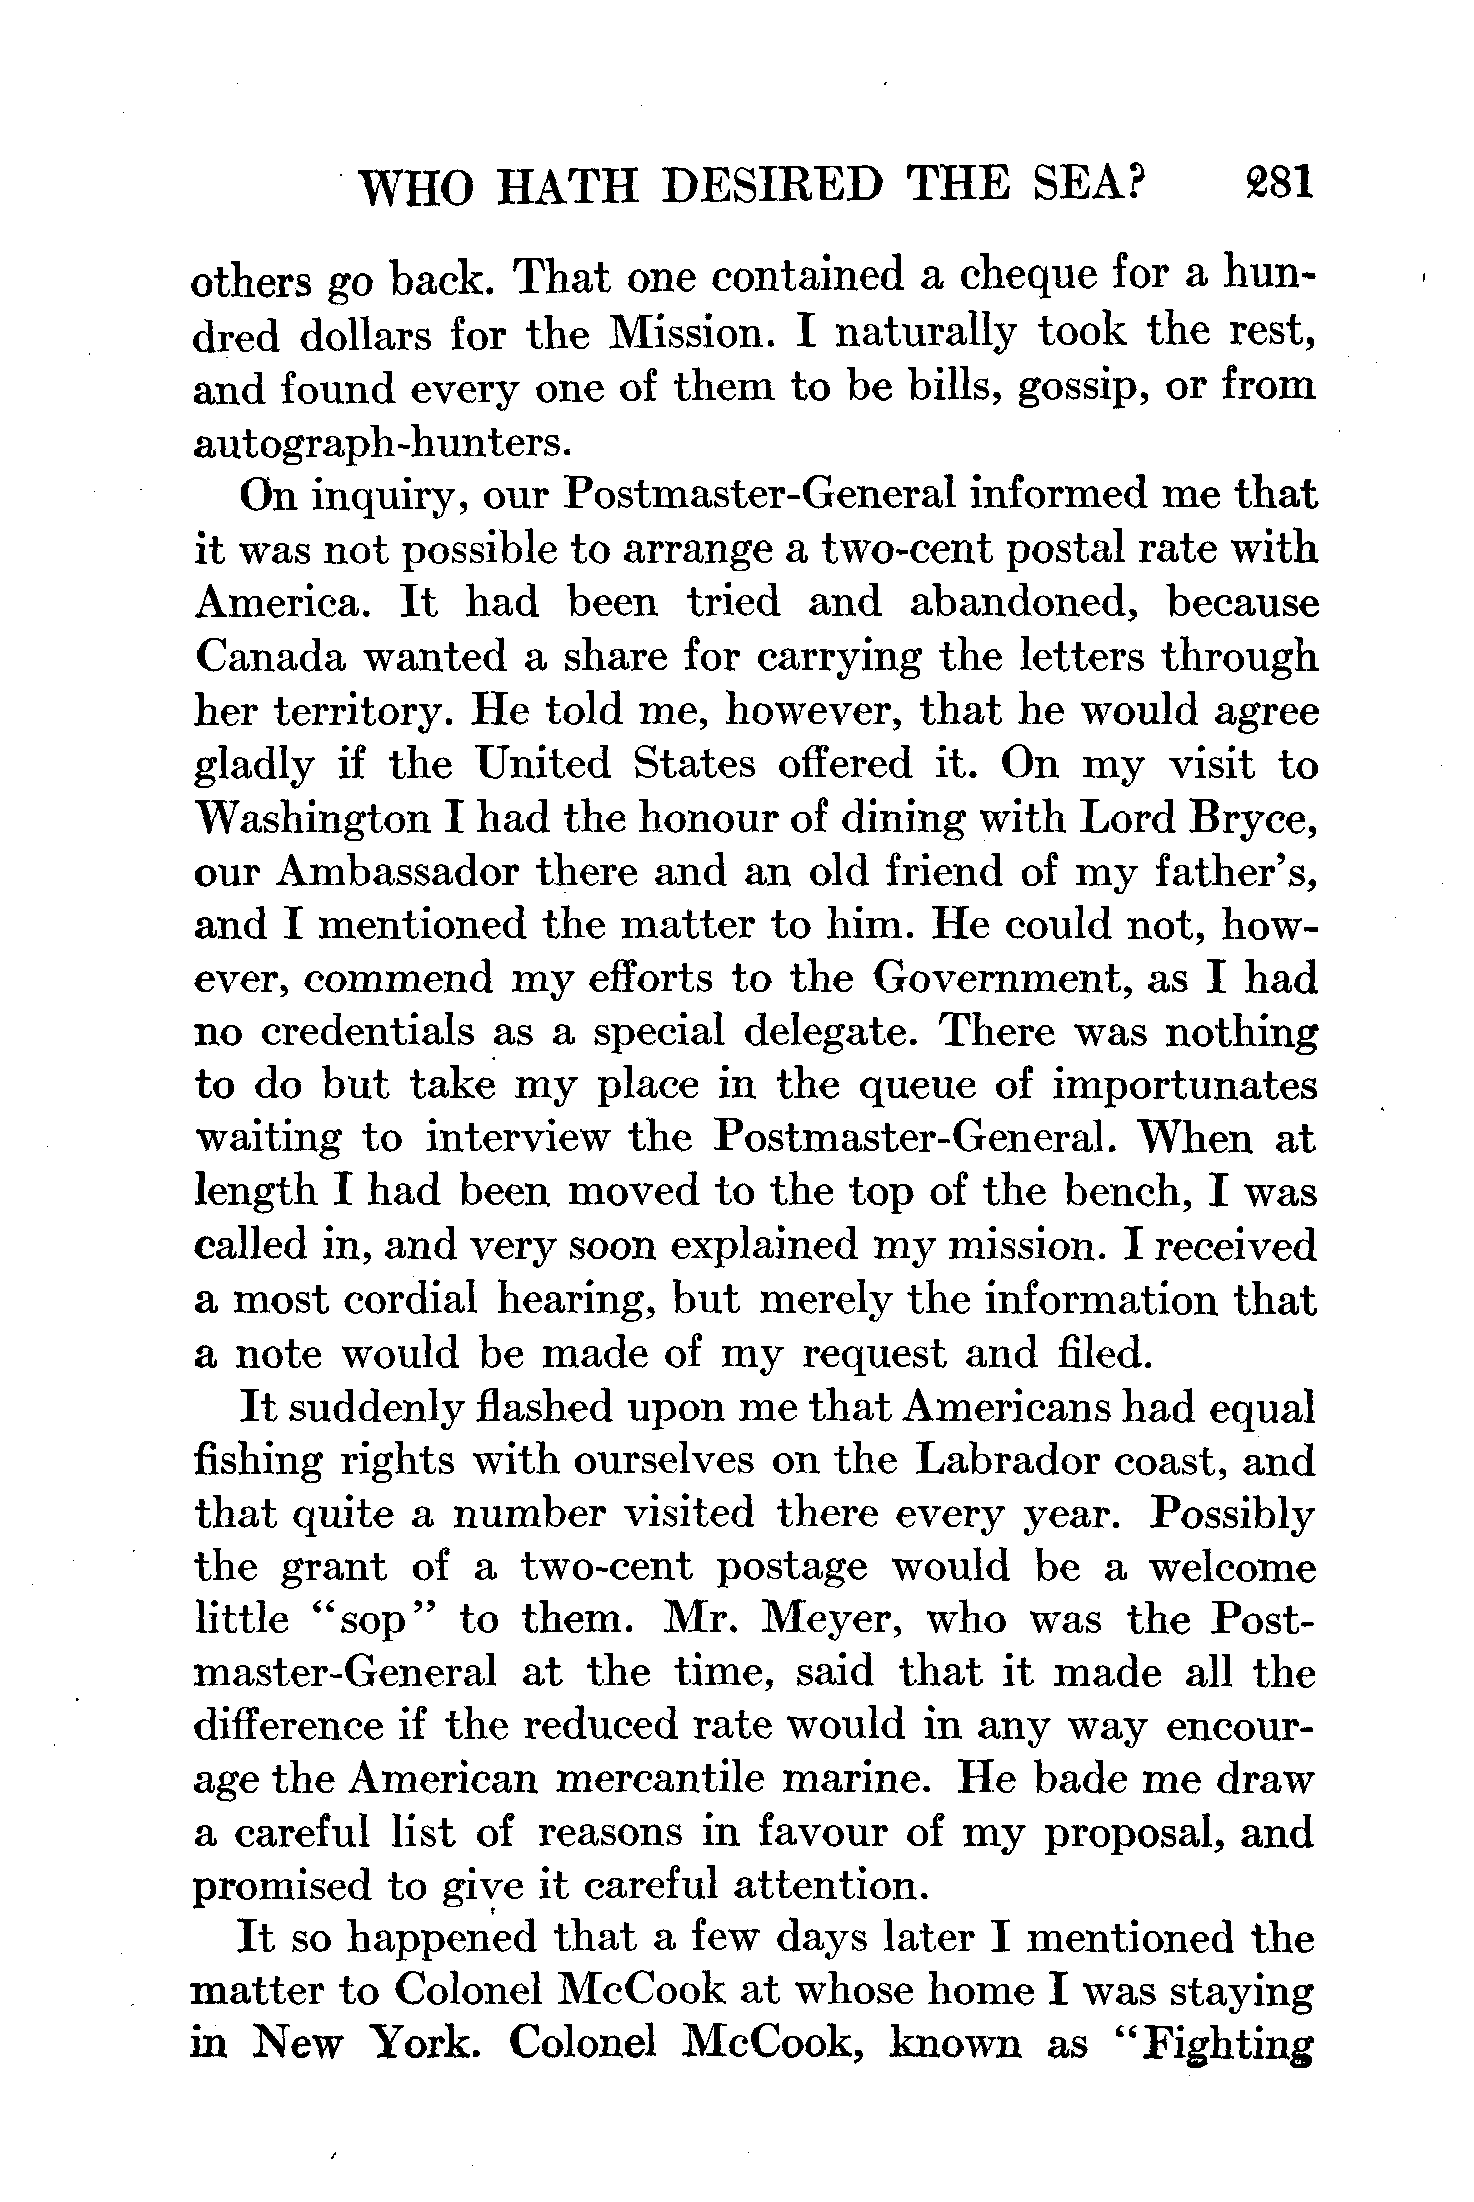 WHO HATH DESIRED THE SEA? 281
others go back. That one contained a cheque for a hun-
dred dollars for the Mission. I naturally took the rest,
and found every one of them to be bills, gossip, or from
autograph-hunters.
On inquiry, our Postmaster-General informed me that
it was not possible to arrange a two-cent postal rate with
America. It had been tried and abandoned, because
Canada wanted a share for carrying the letters through
her territory. He told me, however, that he would agree
gladly if the United States offered it. On my visit to
Washington I had the honour of dining with Lord Bryce,
our Ambassador there and an old friend of my father's,
and I mentioned the matter to him. He could not, how-
ever, commend my efforts to the Government, as I had
no credentials as a special delegate. There was nothing
to do but take my place in the queue of importunates
waiting to interview the Postmaster-General. When at
length I had been moved to the top of the bench, I was
called in, and very soon explained my mission. I received
a most cordial hearing, but merely the information that
a note would be made of my request and filed.
It suddenly flashed upon me that Americans had equal
fishing rights with ourselves on the Labrador coast, and
that quite a number visited there every year. Possibly
the grant of a two-cent postage would be a welcome
little "sop" to them. Mr. Meyer, who was the Post-
master-General at the time, said that it made all the
difference if the reduced rate would in any way encour-
age the American mercantile marine. He bade me draw
a careful list of reasons in favour of my proposal, and
promised to give it careful attention.
It so happened that a few days later I mentioned the
matter to Colonel McCook at whose home I was staying
in New York. Colonel McCook, known as "Fighting